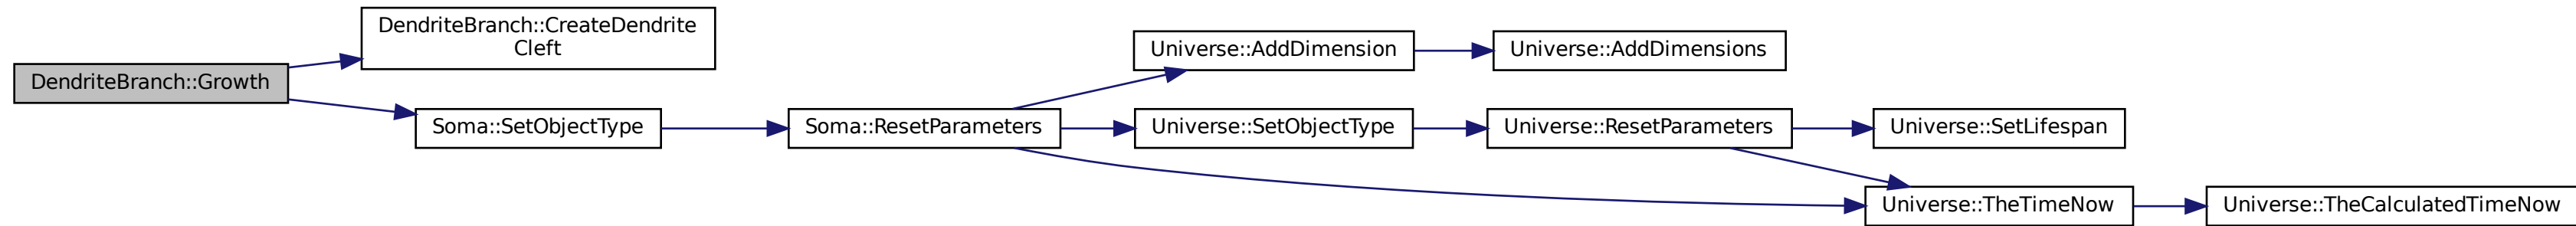 DendriteBranch::Growth
DendriteBranch::CreateDendrite
Cleft
Soma::SetObjectType
Soma::ResetParameters
Universe::AddDimension
Universe::AddDimensions
Universe::SetObjectType
Universe::ResetParameters
Universe::SetLifespan
Universe::TheTimeNow
Universe::TheCalculatedTimeNow